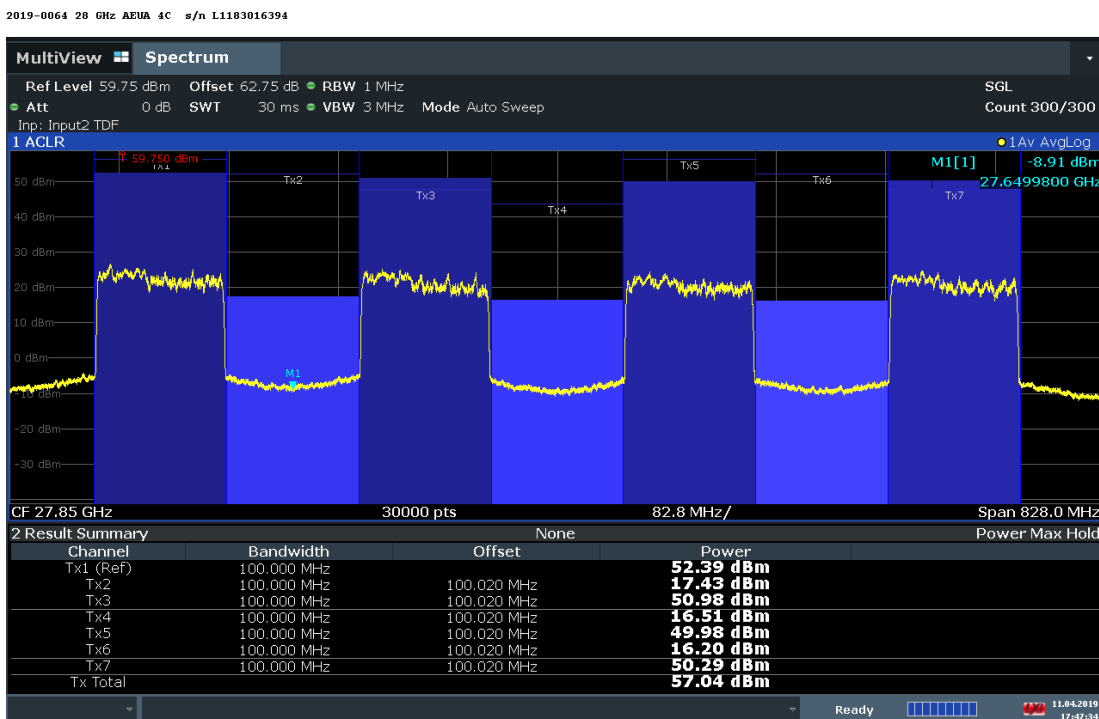 2019-0064 28 GHz AEUA 4C s/n L1183016394
MultiView Spectrum
Ref Level 59.75 dBm Offset 62.75 dB RBW 1 MHz SGL
Att 0 dB SWT 30 ms VBW 3 MHz Mode Auto Sweep Count 300/300
Inp: Input2 TDF
1 ACLR 1Av AvgLog
59.750 dBm M1[1] -8.91 dBm
27.6499800 GHz
Tx1 Tx2 Tx3 Tx4 Tx5 Tx6 Tx7
50 dBm
40 dBm
30 dBm
20 dBm
10 dBm
0 dBm
M1
-10 dBm
-20 dBm
-30 dBm
CF 27.85 GHz 30000 pts 82.8 MHz/ Span 828.0 MHz
2 Result Summary None Power Max Hold
Channel Bandwidth Offset Power
Tx1 (Ref) 100.000 MHz 52.39 dBm
Tx2 100.000 MHz 100.020 MHz 17.43 dBm
Tx3 100.000 MHz 100.020 MHz 50.98 dBm
Tx4 100.000 MHz 100.020 MHz 16.51 dBm
Tx5 100.000 MHz 100.020 MHz 49.98 dBm
Tx6 100.000 MHz 100.020 MHz 16.20 dBm
Tx7 100.000 MHz 100.020 MHz 50.29 dBm
Tx Total 57.04 dBm
Ready 11.04.2019
17:47:34